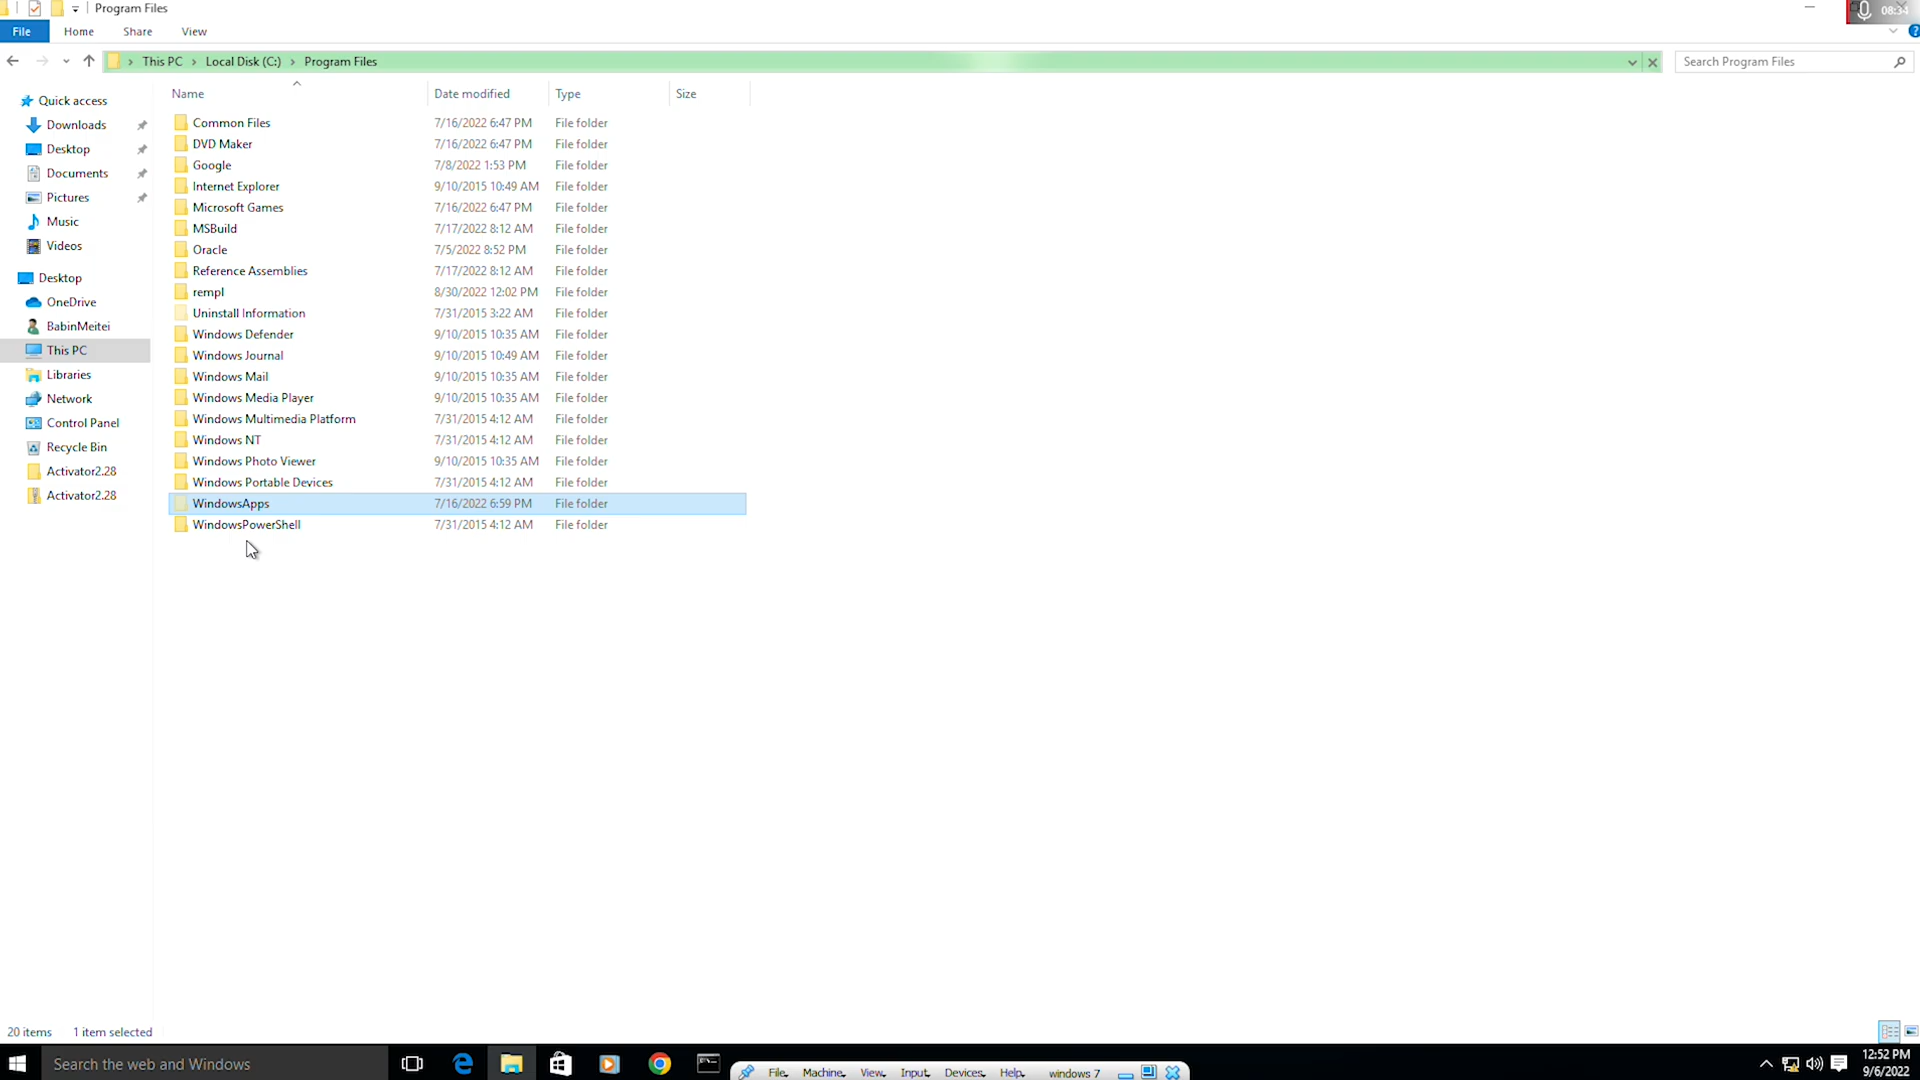 Program Files
08:34
File Home Share View
This PC Local Disk (C:) Program Files
Search Program Files
Name Date modified Type Size
Quick access
Downloads
Desktop
Documents
Pictures
Music
Videos
Desktop
OneDrive
BabinMeitei
This PC
Libraries
Network
Control Panel
Recycle Bin
Activator2.28
Activator2.28
Common Files 7/16/2022 6:47 PM File folder
DVD Maker 7/16/2022 6:47 PM File folder
Google 7/8/2022 1:53 PM File folder
Internet Explorer 9/10/2015 10:49 AM File folder
Microsoft Games 7/16/2022 6:47 PM File folder
MSBuild 7/17/2022 8:12 AM File folder
Oracle 7/5/2022 8:52 PM File folder
Reference Assemblies 7/17/2022 8:12 AM File folder
rempl 8/30/2022 12:02 PM File folder
Uninstall Information 7/31/2015 3:22 AM File folder
Windows Defender 9/10/2015 10:35 AM File folder
Windows Journal 9/10/2015 10:49 AM File folder
Windows Mail 9/10/2015 10:35 AM File folder
Windows Media Player 9/10/2015 10:35 AM File folder
Windows Multimedia Platform 7/31/2015 4:12 AM File folder
Windows NT 7/31/2015 4:12 AM File folder
Windows Photo Viewer 9/10/2015 10:35 AM File folder
Windows Portable Devices 7/31/2015 4:12 AM File folder
WindowsApps 7/16/2022 6:59 PM File folder
WindowsPowerShell 7/31/2015 4:12 AM File folder
20 items 1 item selected
Search the web and Windows
File Machine View Input Devices Help windows 7
12:52 PM
9/6/2022